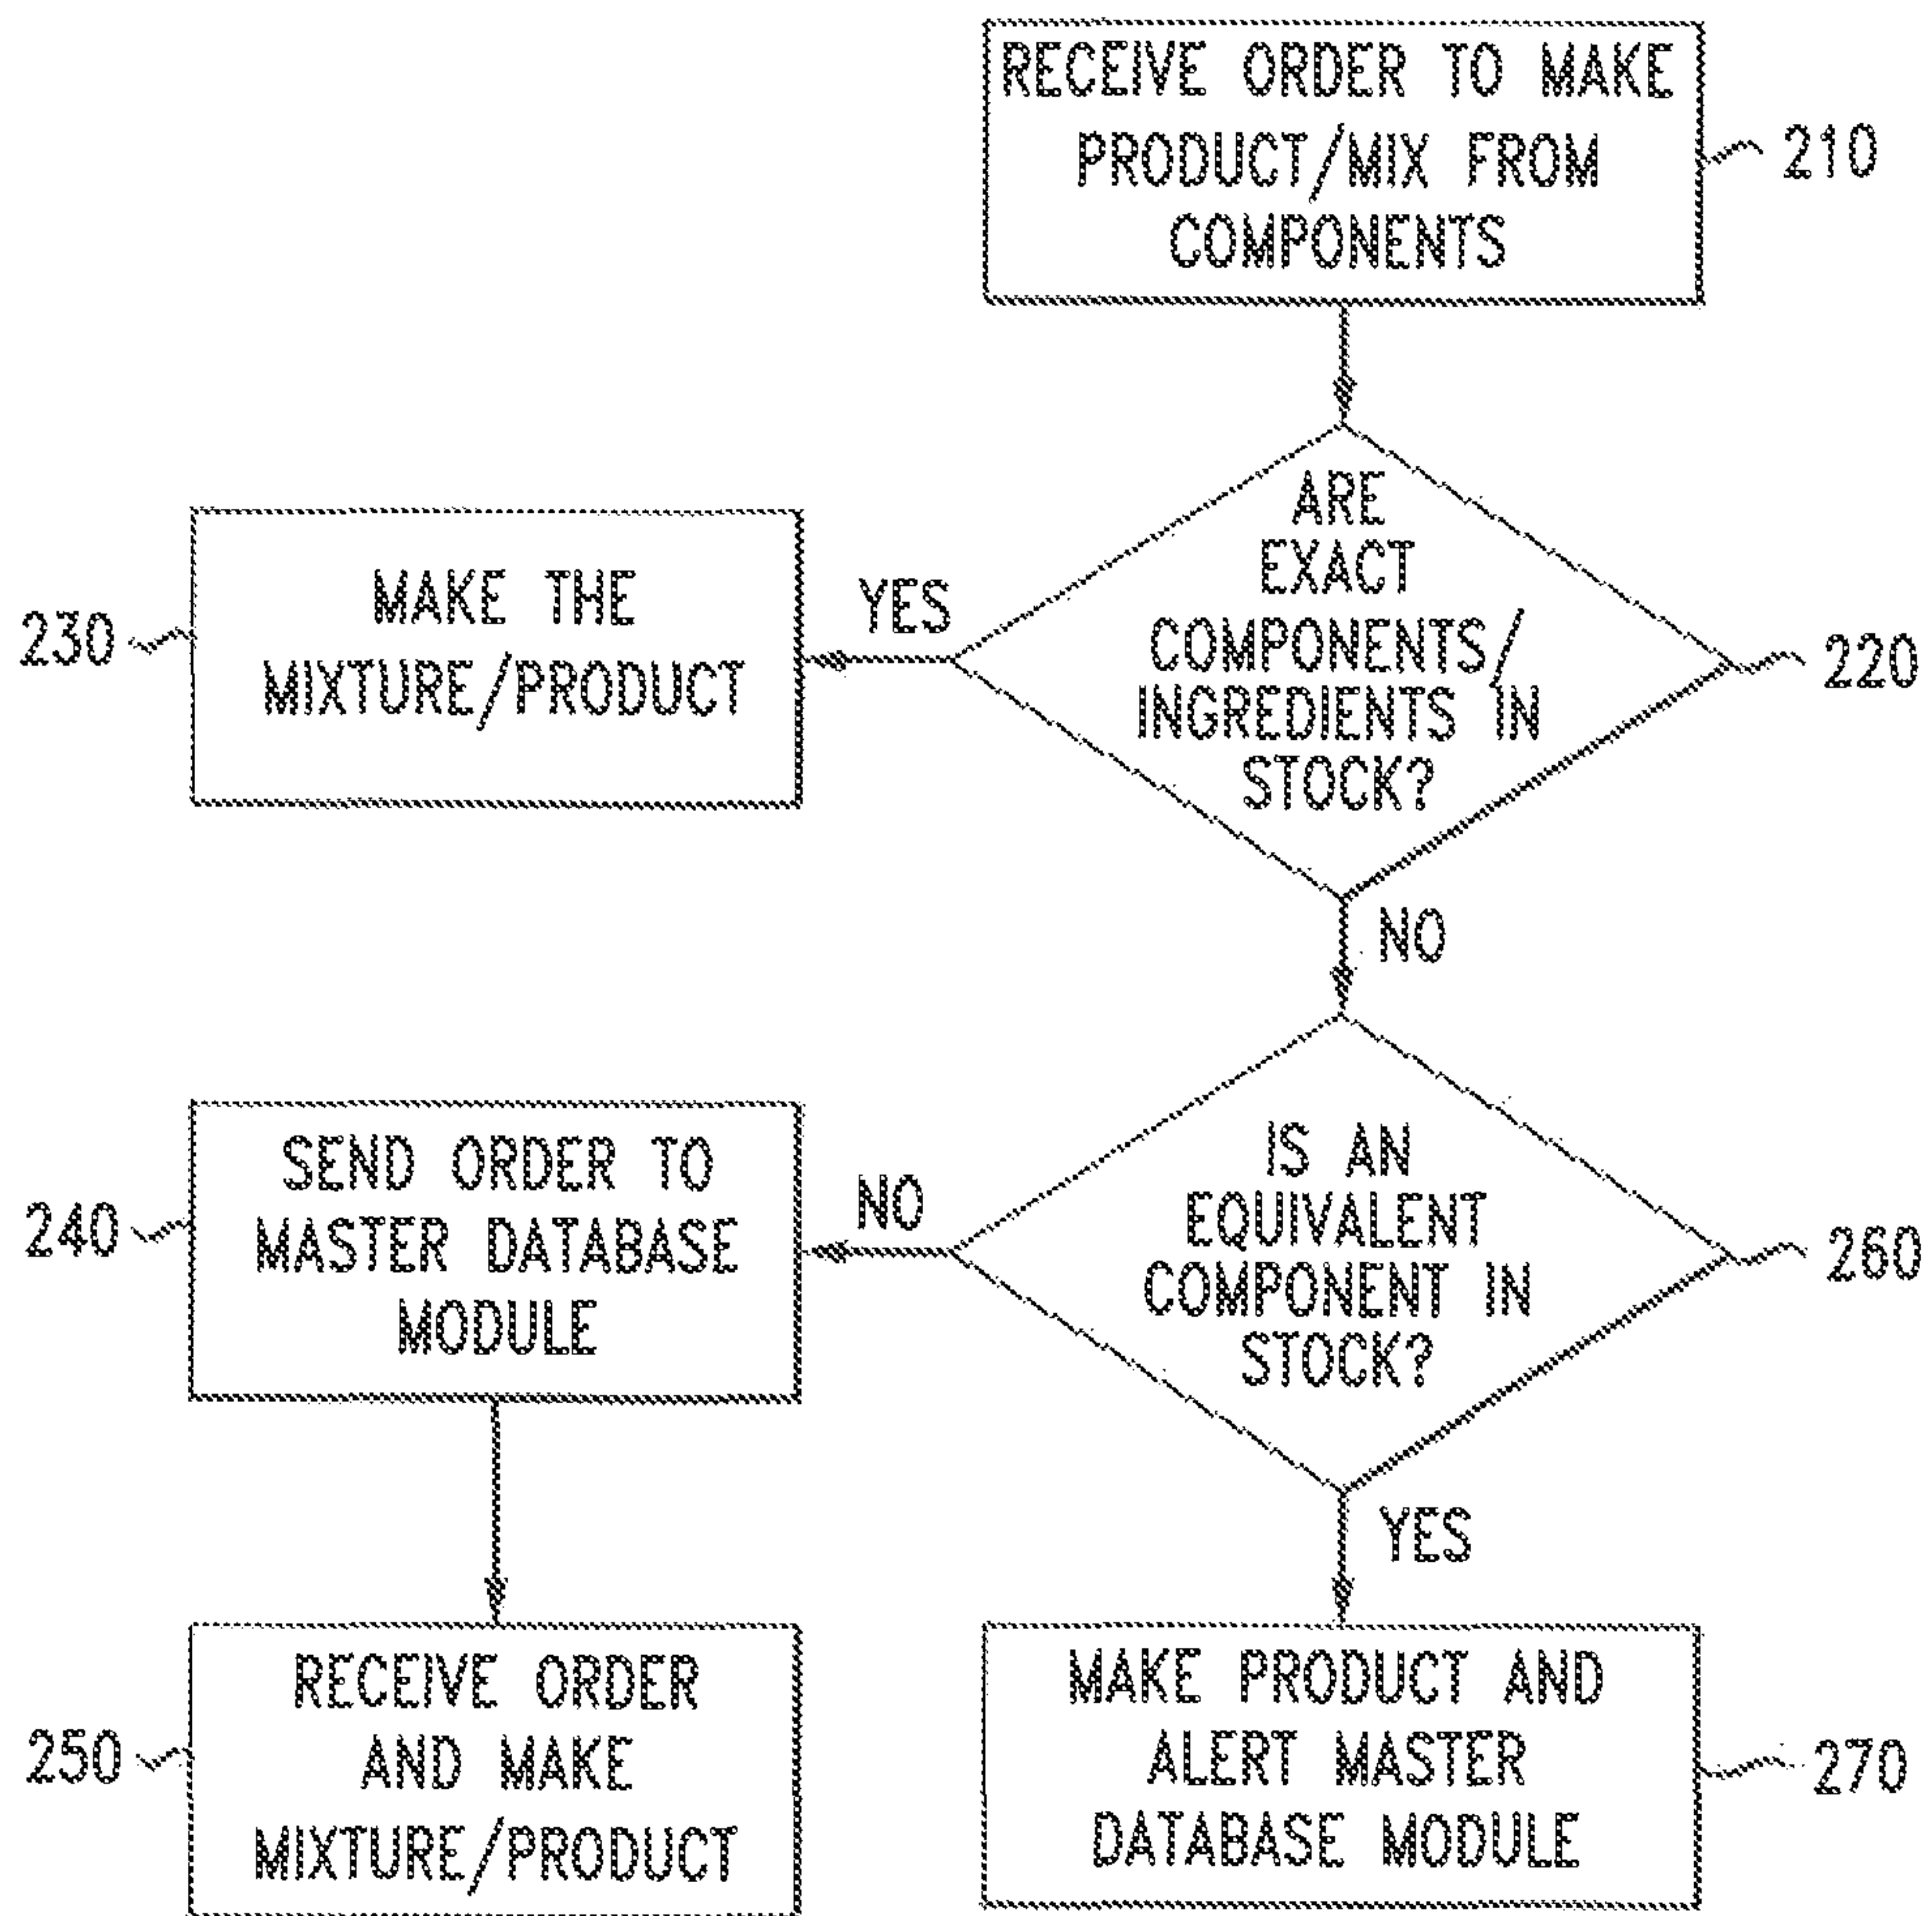 RECEIVE ORDER TO MAKE
PRODUCT/MIX FROM
COMPONENTS
210
ARE
EXACT
COMPONENTS/
INGREDIENTS IN
STOCK?
220
YES
MAKE THE
MIXTURE/PRODUCT
230
NO
IS AN
EQUIVALENT
COMPONENT IN
STOCK?
260
NO
SEND ORDER TO
MASTER DATABASE
MODULE
240
YES
RECEIVE ORDER
AND MAKE
MIXTURE/PRODUCT
250
MAKE PRODUCT AND
ALERT MASTER
DATABASE MODULE
270